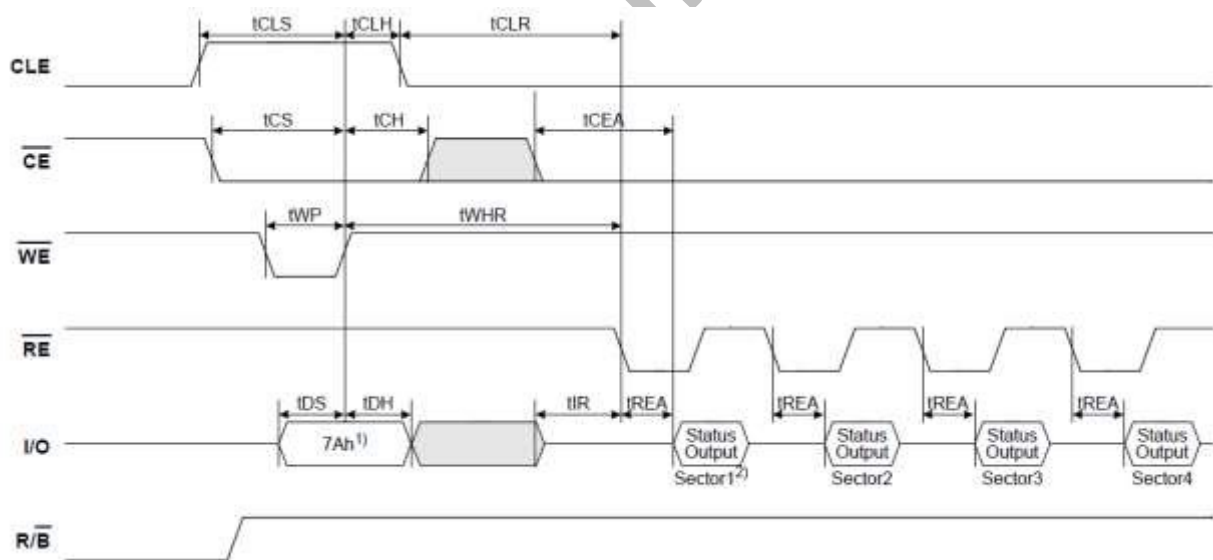 tCLS tCLH tCLR
CLE
tCS tCH tCEA
CE
tWP tWHR
WE
RE
tDS tDH tIR tREA tREA tREA tREA
I/O 7Ah1) Status Output Status Output Status Output Status Output
Sector12) Sector2 Sector3 Sector4
R/B